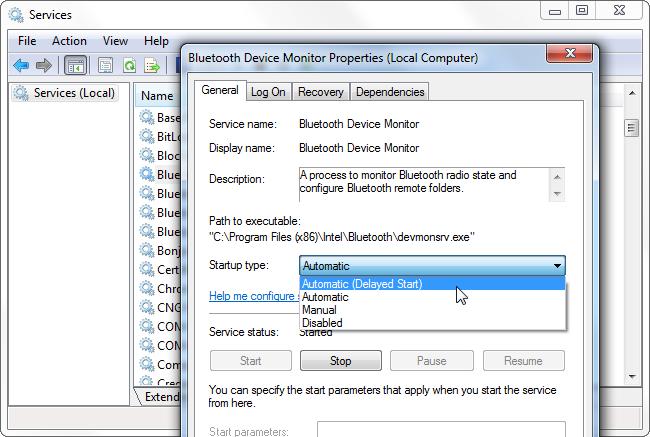 Services
File Action View Help
Services (Local)
Name
Base
BitLo
Bloc
Blue
Blue
Blue
Blue
Bonj
Cert
Chro
CNG
COM
COM
Com
Cred
Extend
Bluetooth Device Monitor Properties (Local Computer)
General Log On Recovery Dependencies
Service name: Bluetooth Device Monitor
Display name: Bluetooth Device Monitor
Description: A process to monitor Bluetooth radio state and
configure Bluetooth remote folders.
Path to executable:
"C:\Program Files (x86)\Intel\Bluetooth\devmonsrv.exe"
Startup type: Automatic
Automatic (Delayed Start)
Automatic
Manual
Disabled
Help me configure s
Service status: Started
Start Stop Pause Resume
You can specify the start parameters that apply when you start the service
from here.
Start parameters: